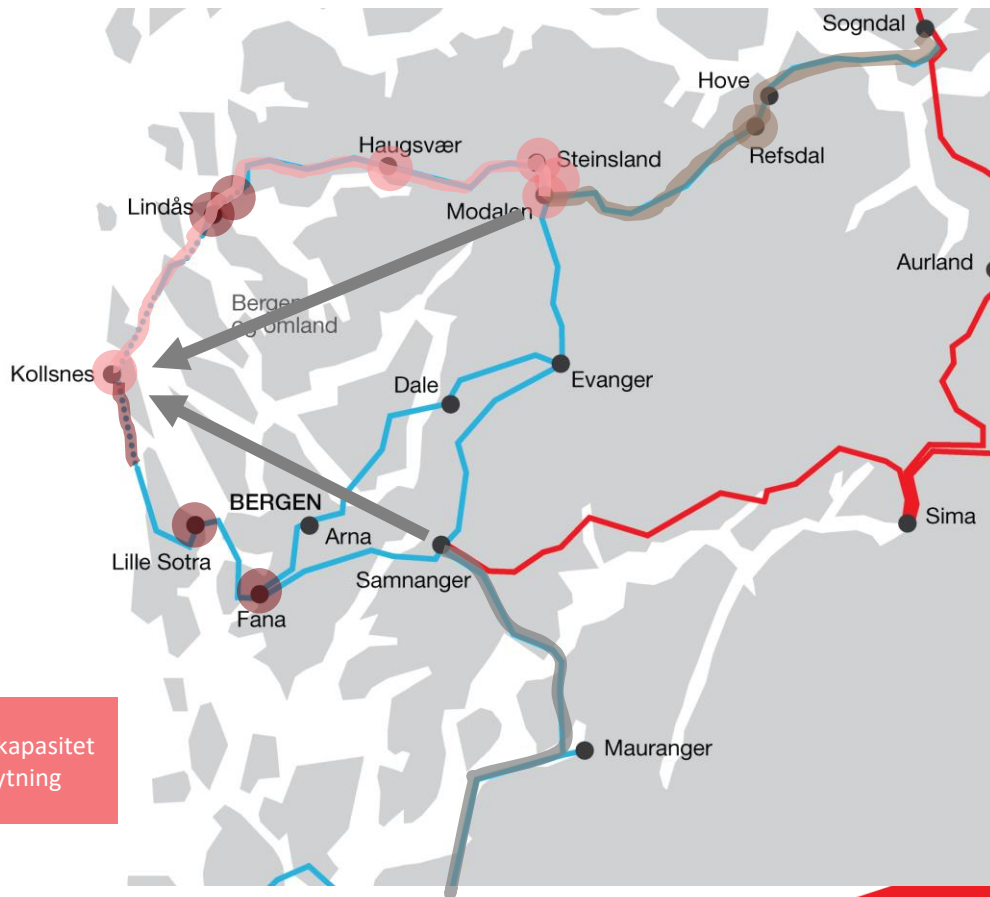 Sogndal
Hove
Haugsvær
Steinsland
Refsdal
Lindås
Modalen
Aurland
Bergen
og omland
Kollsnes
Evanger
Dale
BERGEN
Arna
Sima
Lille Sotra
Samnanger
Fana
kapasitet
Mauranger